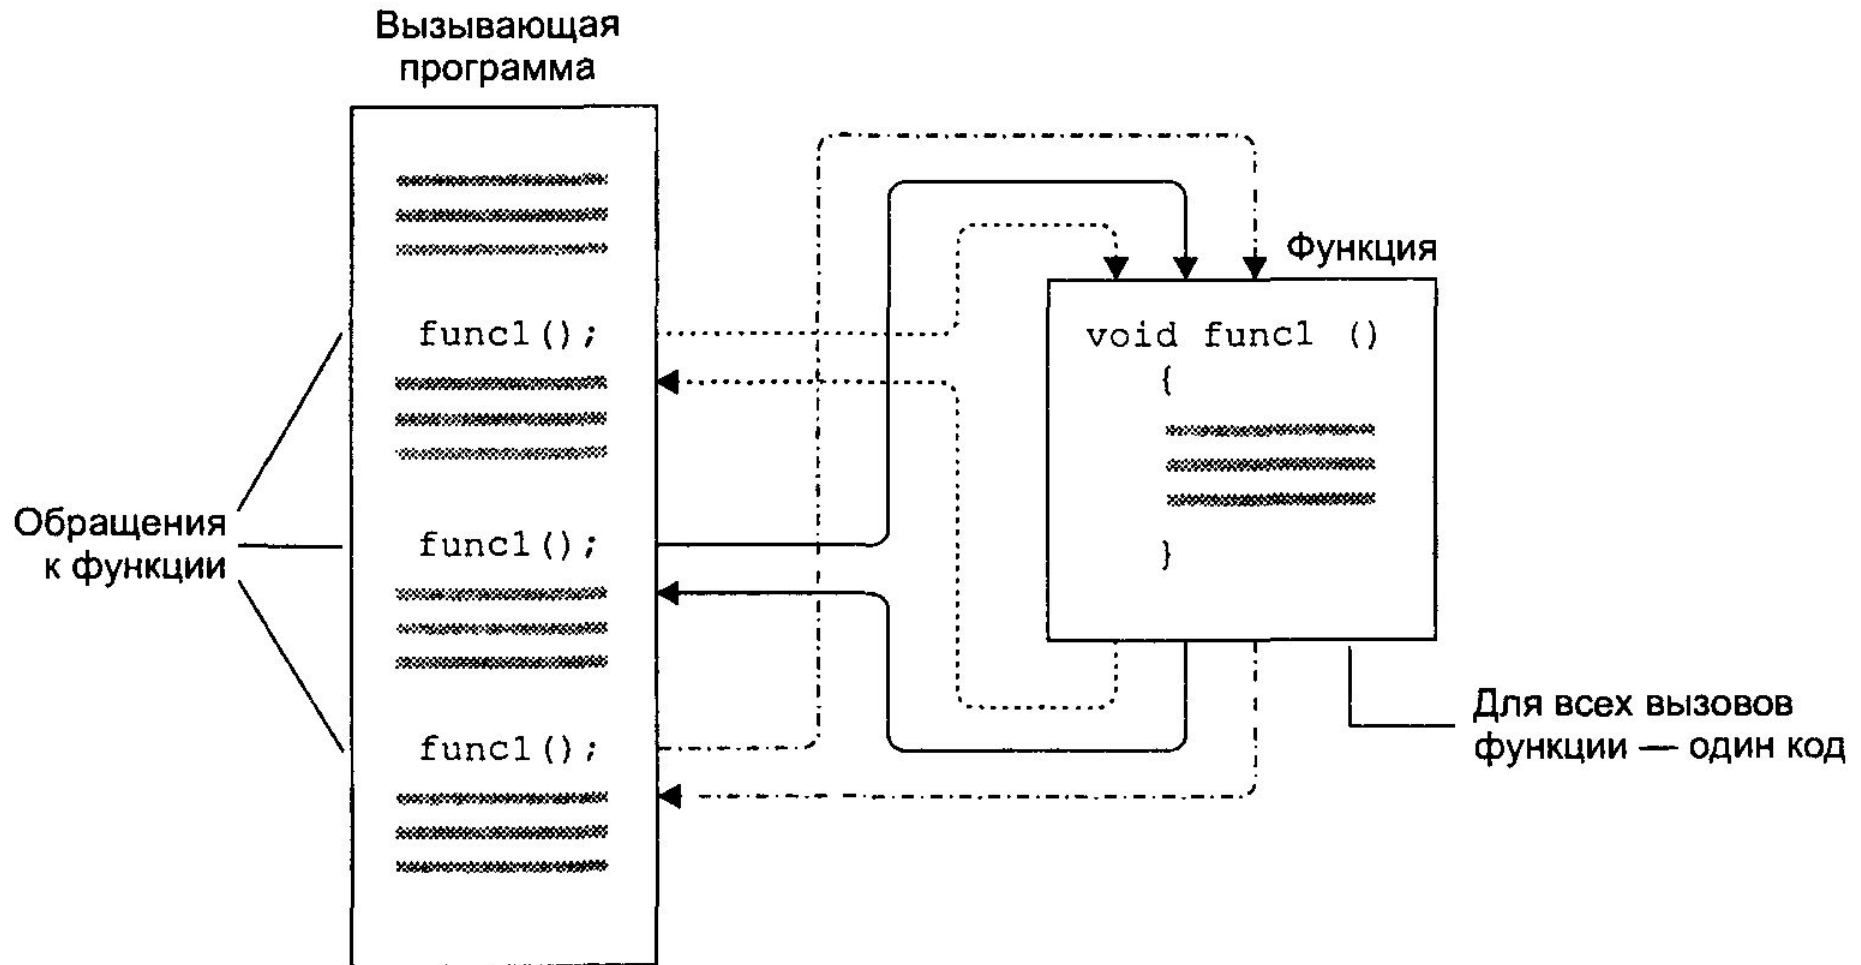 Вызывающая
программа
Функция
func1();
void func1 ()
{
Обращения
к функции
func1();
}
Для всех вызовов
функции — один код
func1();